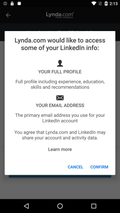 2:13
Lynda.com
Lynda.com would like to access
some of your LinkedIn info:
YOUR FULL PROFILE
Full profile including experience, education,
skills and recommendations
YOUR EMAIL ADDRESS
The primary email address you use for your
LinkedIn account
You agree that Lynda.com and LinkedIn may
share your account and activity data.
Learn more
CANCEL CONFIRM